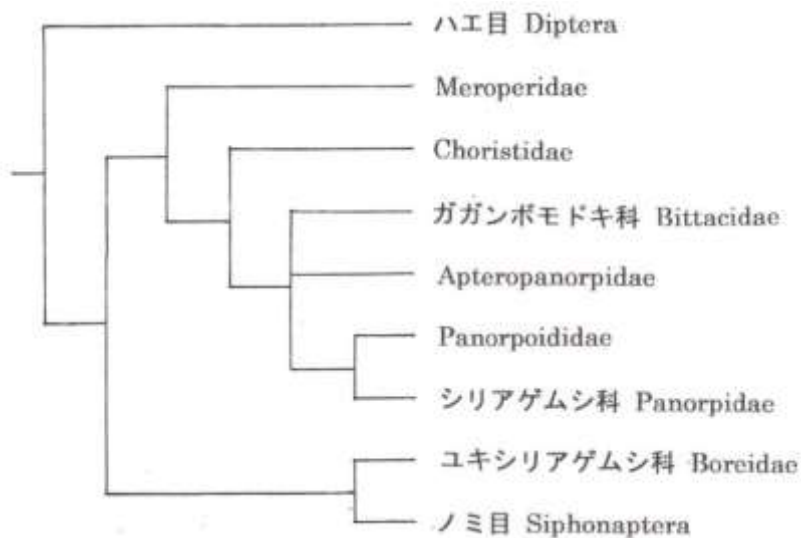 ハエ目 Diptera
Meroperidae
Choristidae
ガガンボモドキ科 Bittacidae
Apteropanorpidae
Panorpoididae
シリアゲムシ科 Panorpidae
ユキシリアゲムシ科 Boreidae
ノミ目 Siphonaptera